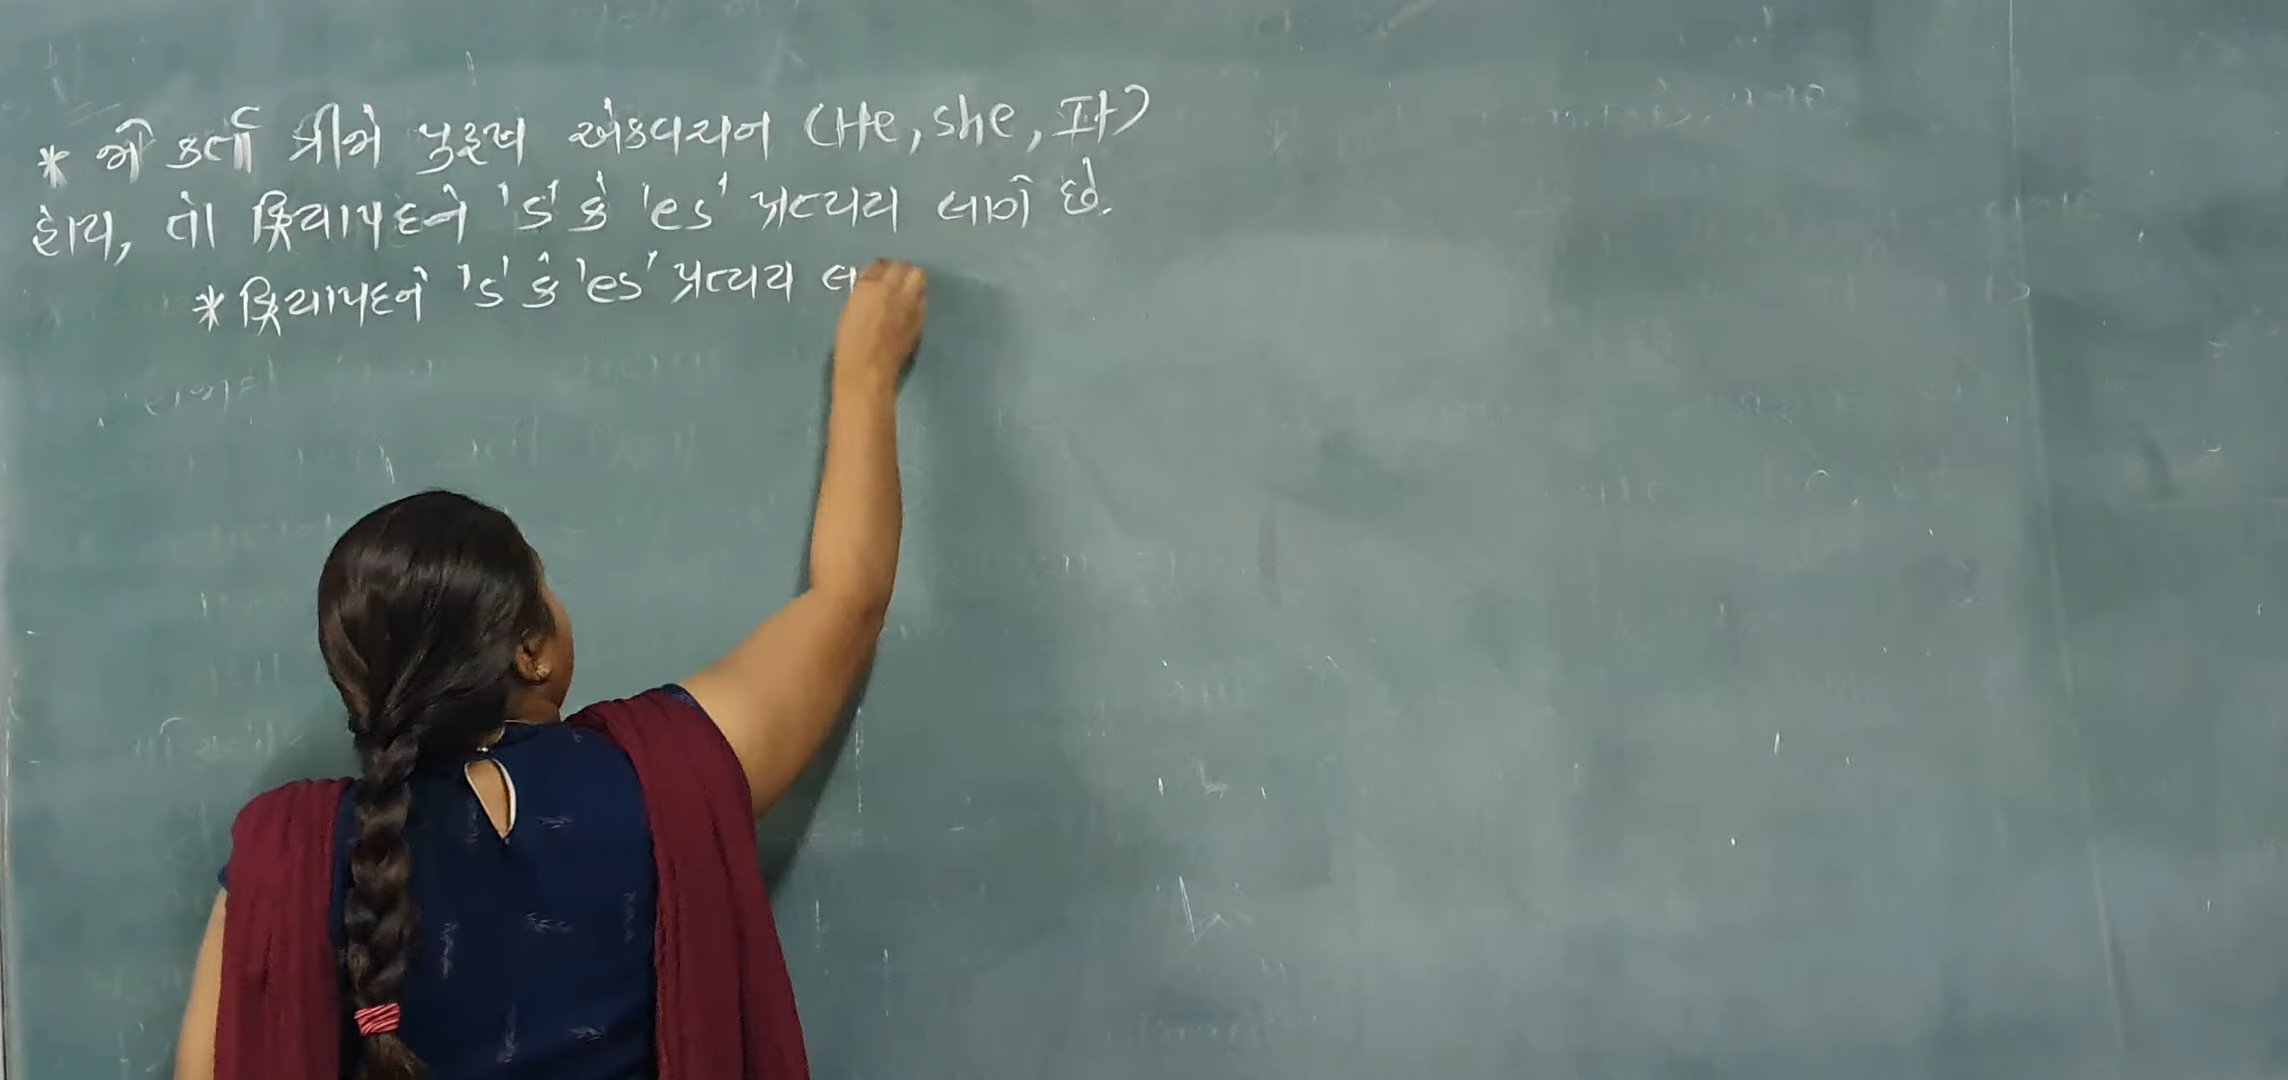 * જો કર્તા ત્રીજો પુરૂષ એકવચન (He, she, It)
હોય, તો ક્રિયાપદને 's' કે 'es' પ્રત્યય લાગે છે.
* ક્રિયાપદને 's' કે 'es' પ્રત્યય લ